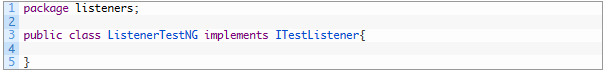 1 package listeners;
2
3 public class ListenerTestNG implements ITestListener{
4
5 }